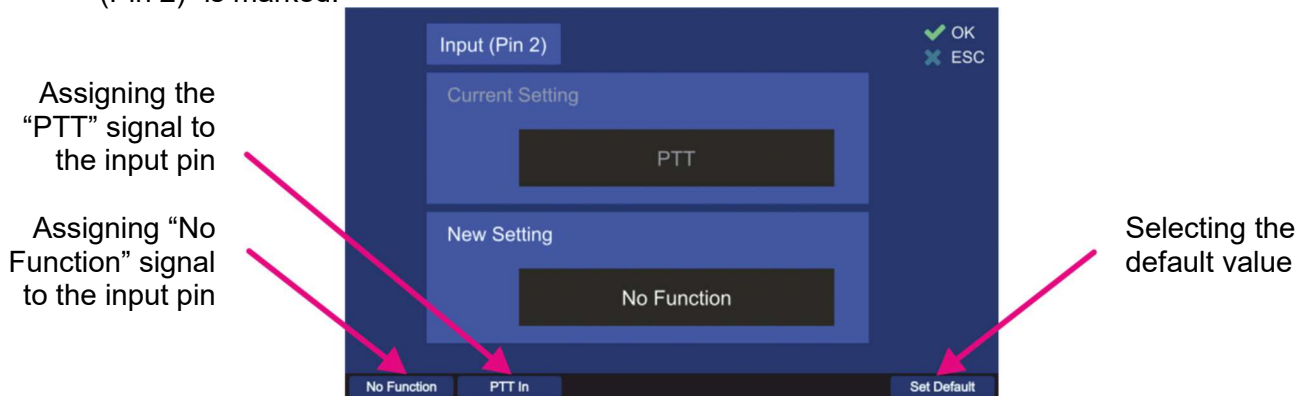 (Pin 2)” is marked.
Input (Pin 2)
OK
ESC
Assigning the
“PTT” signal to
the input pin
Current Setting
PTT
Assigning “No
Function” signal
to the input pin
New Setting
No Function
Selecting the
default value
No Function
PTT In
Set Default